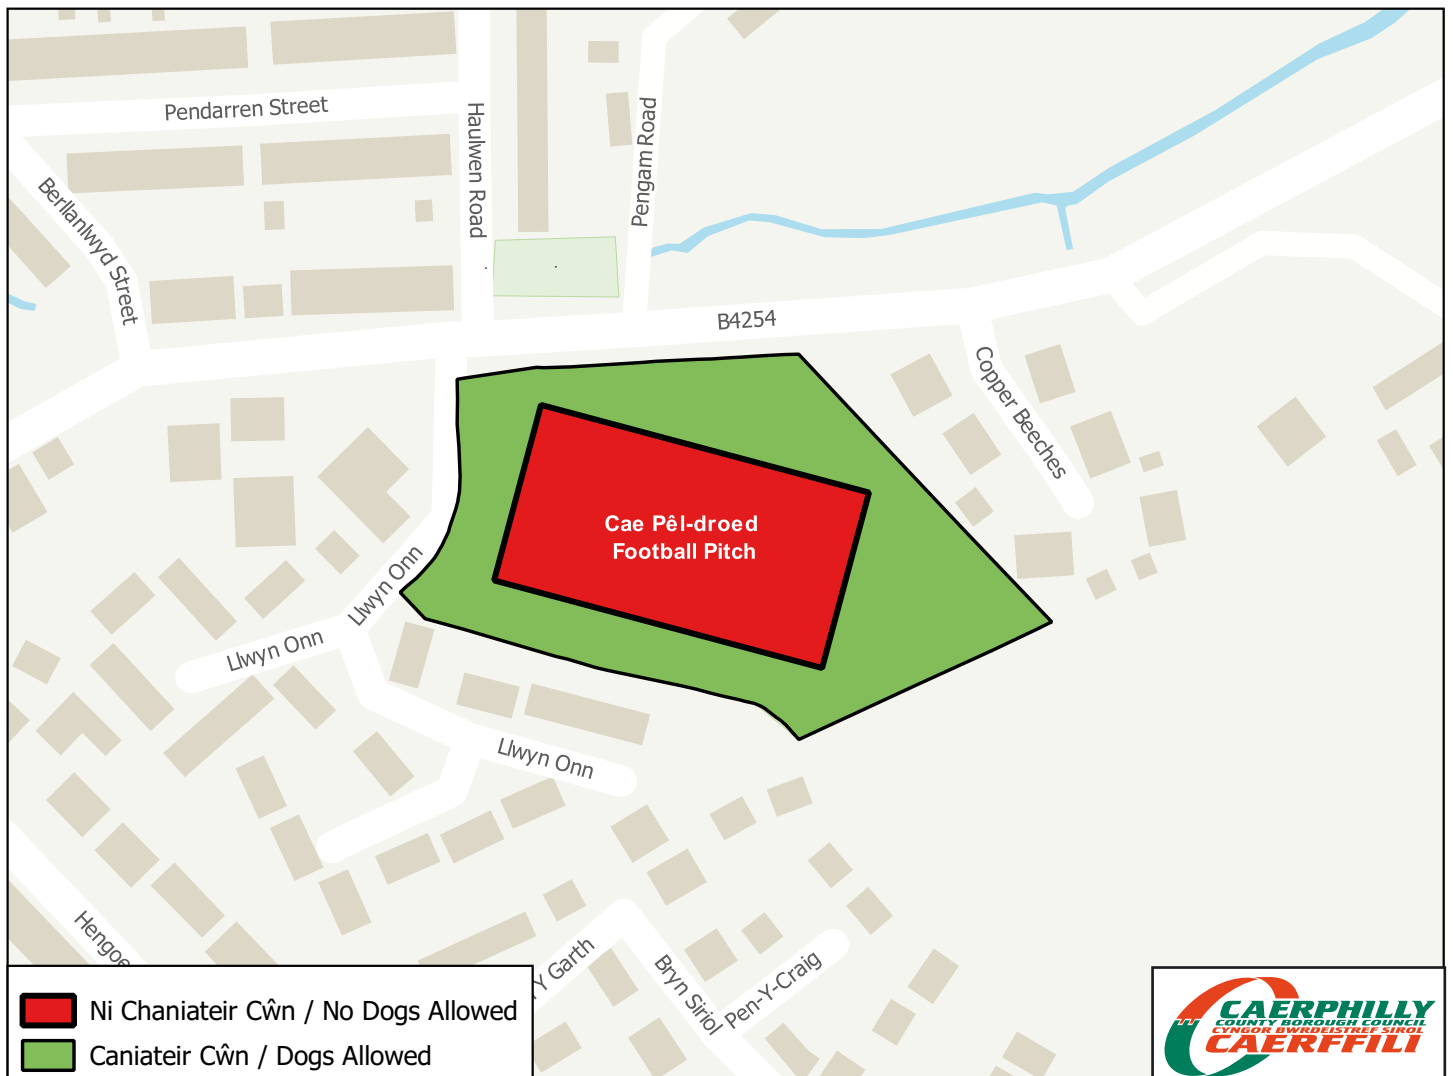 Pendarren Street
Haulwen Road
Pengam Road
Berllanlwyd Street
B4254
Copper Beeches
Cae Pêl-droed
Football Pitch
Llwyn Onn
Llwyn Onn
Llwyn Onn
Hengoe
Y Garth
Bryn Siriol
Pen-Y-Craig
Ni Chaniateir Cŵn / No Dogs Allowed
Caniateir Cŵn / Dogs Allowed
CAERPHILLY
COUNTY BOROUGH COUNCIL
CYNGOR BWRDEISTREF SIROL
CAERFFILI